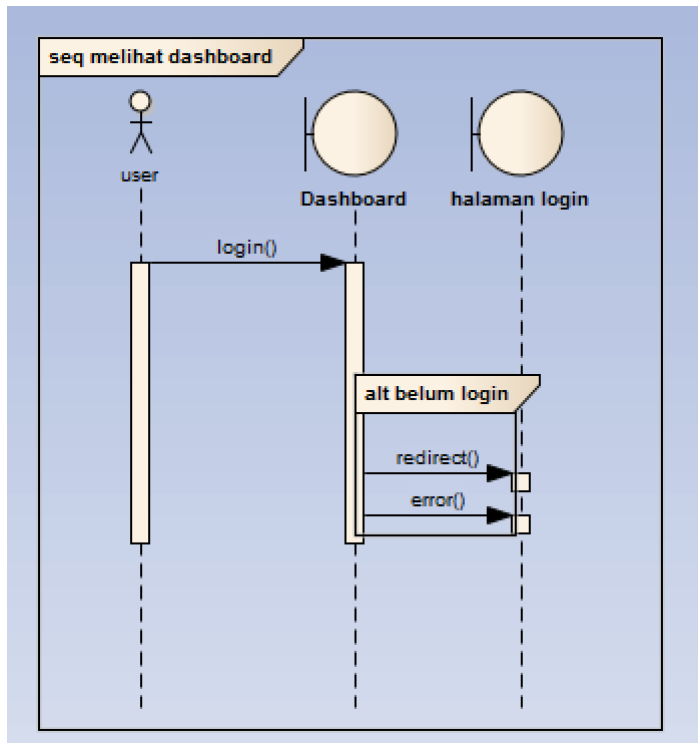 seq melihat dashboard
user
Dashboard
halaman login
login()
alt belum login
redirect()
error()